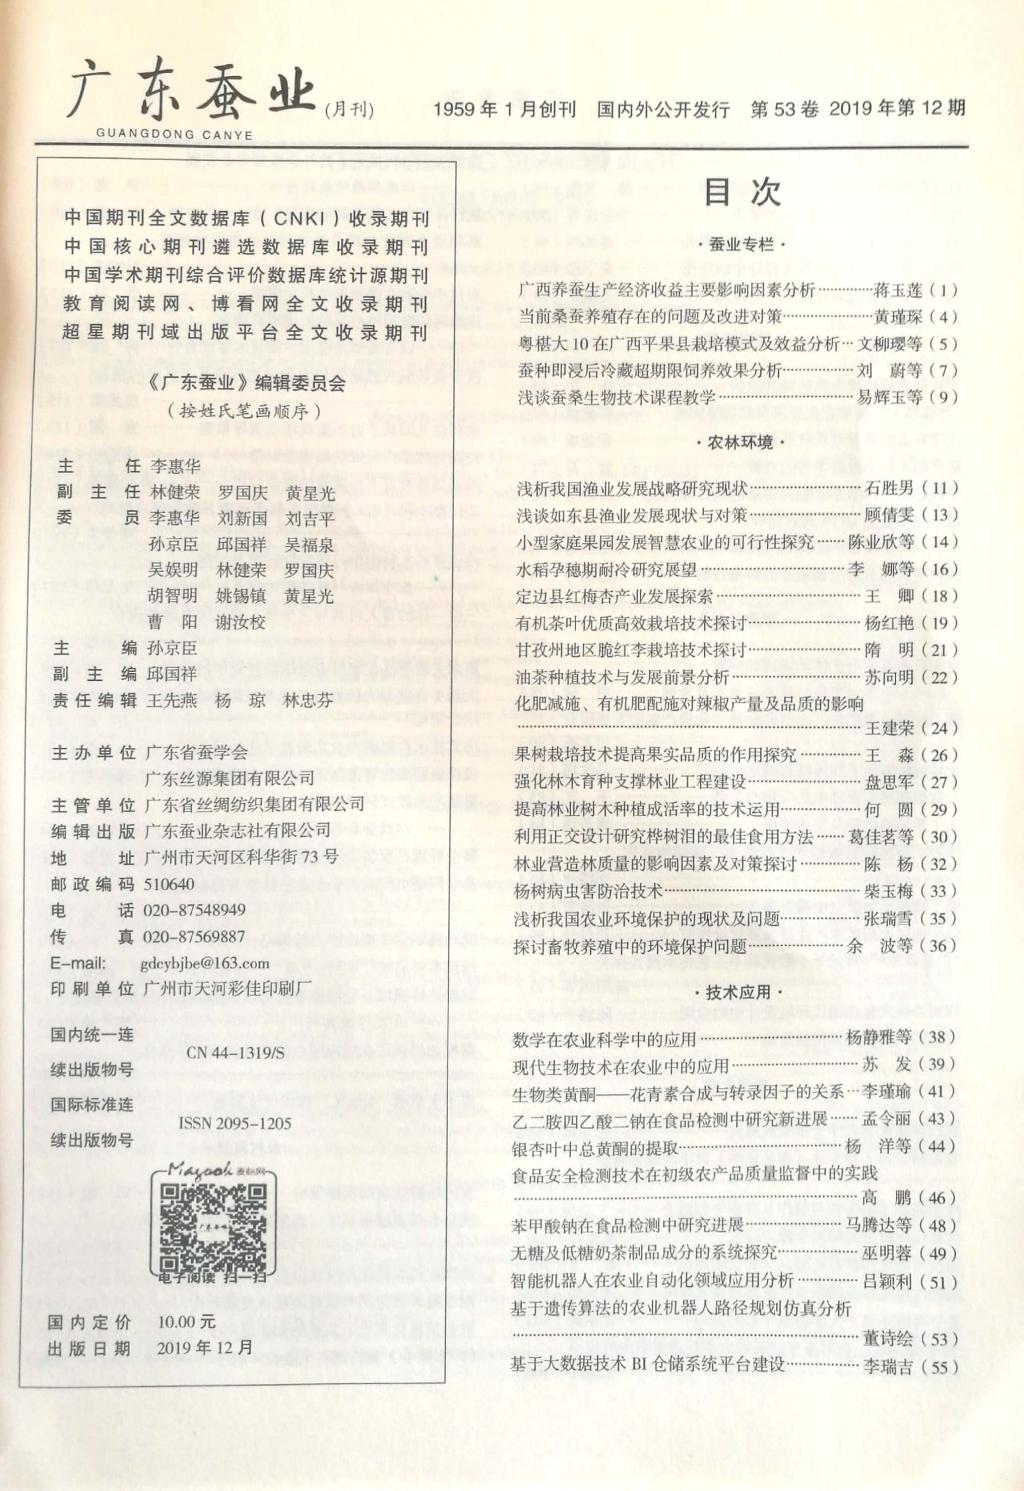 广东蚕业(月刊)
GUANGDONG CANYE
1959年1月创刊 国内外公开发行 第53卷 2019年第12期
中国期刊全文数据库(CNKI)收录期刊
中国核心期刊遴选数据库收录期刊
中国学术期刊综合评价数据库统计源期刊
教育阅读网、博看网全文收录期刊
超星期刊域出版平台全文收录期刊
《广东蚕业》编辑委员会
(按姓氏笔画顺序)
主 任 李惠华
副主任 林健荣 罗国庆 黄星光
委 员 李惠华 刘新国 刘吉平
孙京臣 邱国祥 吴福泉
吴娱明 林健荣 罗国庆
胡智明 姚锡镇 黄星光
曹 阳 谢汝校
主 编 孙京臣
副主编 邱国祥
责任编辑 王先燕 杨 琼 林忠芬
主办单位 广东省蚕学会
广东丝源集团有限公司
主管单位 广东省丝绸纺织集团有限公司
编辑出版 广东蚕业杂志社有限公司
地 址 广州市天河区科华街73号
邮政编码 510640
电 话 020-87548949
传 真 020-87569887
E-mail: gdcybjbe@163.com
印刷单位 广州市天河彩佳印刷厂
国内统一连
续出版物号 CN 44-1319/S
国际标准连
续出版物号 ISSN 2095-1205
Magook 麦科网
广东蚕业
电子阅读 扫一扫
国内定价 10.00元
出版日期 2019年12月
目次
·蚕业专栏·
广西养蚕生产经济收益主要影响因素分析…………蒋玉莲(1)
当前桑蚕养殖存在的问题及改进对策…………………黄瑾琛(4)
粤椹大10在广西平果县栽培模式及效益分析…文柳璎等(5)
蚕种即浸后冷藏超期限饲养效果分析…………刘 蔚等(7)
浅谈蚕桑生物技术课程教学…………………易辉玉等(9)
·农林环境·
浅析我国渔业发展战略研究现状…………………石胜男(11)
浅谈如东县渔业发展现状与对策…………………顾倩雯(13)
小型家庭果园发展智慧农业的可行性探究……陈业欣等(14)
水稻孕穗期耐冷研究展望…………………李 娜等(16)
定边县红梅杏产业发展探索…………………王 卿(18)
有机茶叶优质高效栽培技术探讨…………………杨红艳(19)
甘孜州地区脆红李栽培技术探讨…………………隋 明(21)
油茶种植技术与发展前景分析…………………苏向明(22)
化肥减施、有机肥配施对辣椒产量及品质的影响
……………………………………………王建荣(24)
果树栽培技术提高果实品质的作用探究…………王 淼(26)
强化林木育种支撑林业工程建设…………………盘思军(27)
提高林业树木种植成活率的技术运用…………何 圆(29)
利用正交设计研究桦树泪的最佳食用方法……葛佳茗等(30)
林业营造林质量的影响因素及对策探讨…………陈 杨(32)
杨树病虫害防治技术…………………………柴玉梅(33)
浅析我国农业环境保护的现状及问题…………张瑞雪(35)
探讨畜牧养殖中的环境保护问题…………………余 波等(36)
·技术应用·
数学在农业科学中的应用…………………杨静雅等(38)
现代生物技术在农业中的应用…………………苏 发(39)
生物类黄酮——花青素合成与转录因子的关系…李瑾瑜(41)
乙二胺四乙酸二钠在食品检测中研究新进展……孟令丽(43)
银杏叶中总黄酮的提取…………………杨 洋等(44)
食品安全检测技术在初级农产品质量监督中的实践
……………………………………………高 鹏(46)
苯甲酸钠在食品检测中研究进展…………………马腾达等(48)
无糖及低糖奶茶制品成分的系统探究…………巫明蓉(49)
智能机器人在农业自动化领域应用分析…………吕颖利(51)
基于遗传算法的农业机器人路径规划仿真分析
……………………………………………董诗绘(53)
基于大数据技术BI仓储系统平台建设…………李瑞吉(55)